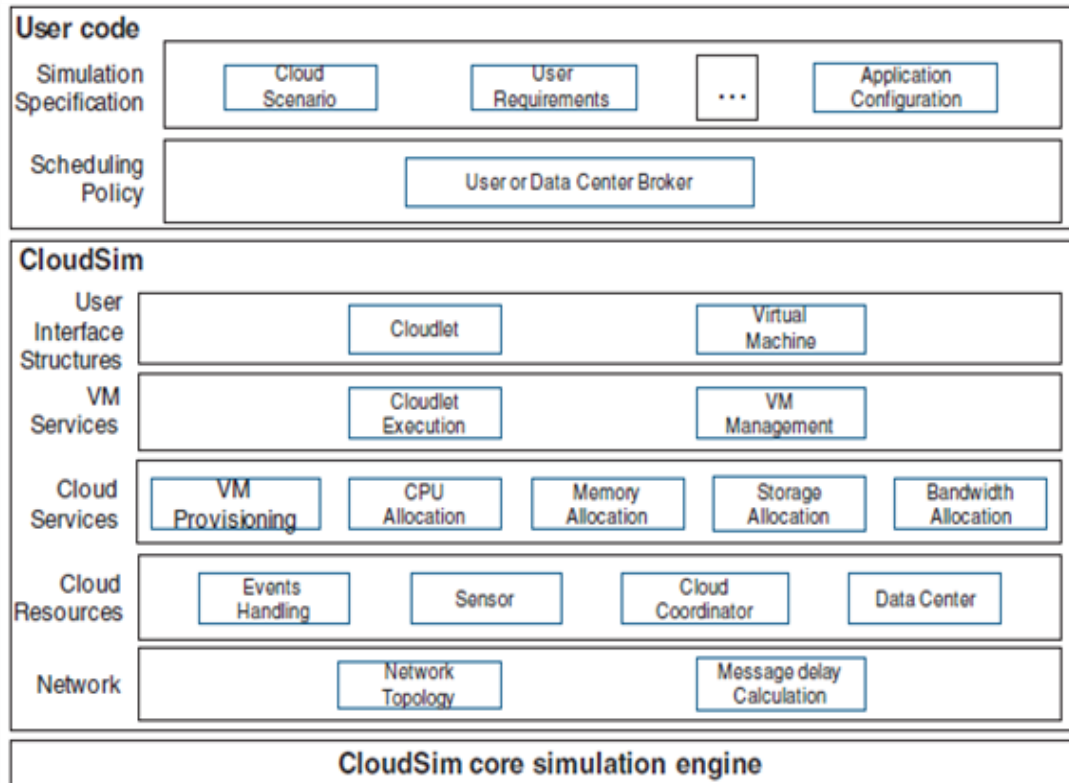 User code
Simulation
Specification
Cloud
Scenario
User
Requirements
...
Application
Configuration
Scheduling
Policy
User or Data Center Broker
CloudSim
User
Interface
Structures
Cloudlet
Virtual
Machine
VM
Services
Cloudlet
Execution
VM
Management
Cloud
Services
VM
Provisioning
CPU
Allocation
Memory
Allocation
Storage
Allocation
Bandwidth
Allocation
Cloud
Resources
Events
Handling
Sensor
Cloud
Coordinator
Data Center
Network
Network
Topology
Message delay
Calculation
CloudSim core simulation engine